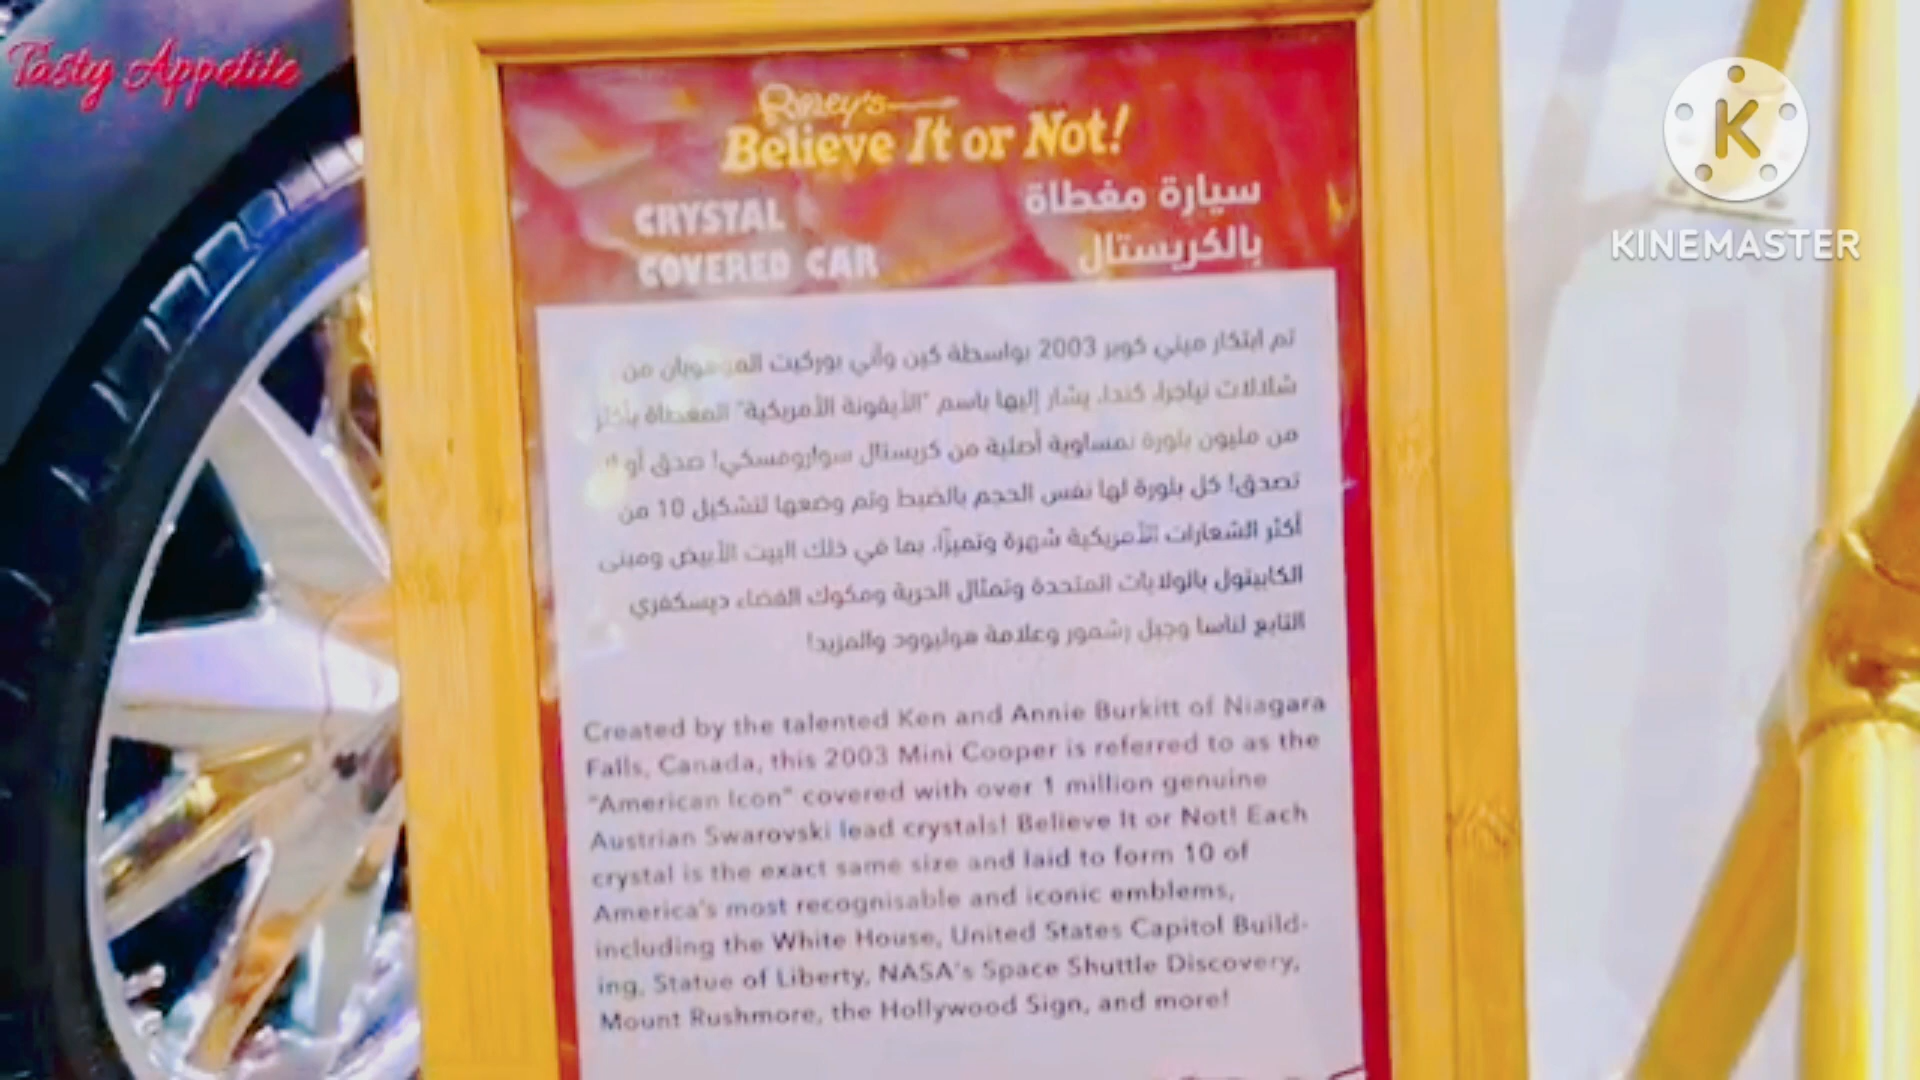 Tasty Appetite
KINEMASTER
Ripley's
Believe It or Not!
CRYSTAL
COVERED CAR
سيارة مغطاة
بالكريستال
تم ابتكار ميني كوبر 2003 بواسطة كين وآني بوركيت الموهوبان من
شلالات نياجرا، كندا. يشار إليها باسم "الأيقونة الأمريكية" المغطاة بأكثر
من مليون بلورة نمساوية أصلية من كريستال سواروفسكي! صدق أو لا
تصدق! كل بلورة لها نفس الحجم بالضبط وتم وضعها لتشكيل 10 من
أكثر الشعارات الأمريكية شهرة وتميزًا، بما في ذلك البيت الأبيض ومبنى
الكابيتول بالولايات المتحدة وتمثال الحرية ومكوك الفضاء ديسكفري
التابع لناسا وجبل رشمور وعلامة هوليوود والمزيد!
Created by the talented Ken and Annie Burkitt of Niagara
Falls, Canada, this 2003 Mini Cooper is referred to as the
"American Icon" covered with over 1 million genuine
Austrian Swarovski lead crystals! Believe It or Not! Each
crystal is the exact same size and laid to form 10 of
America's most recognisable and iconic emblems,
including the White House, United States Capitol Build-
ing, Statue of Liberty, NASA's Space Shuttle Discovery,
Mount Rushmore, the Hollywood Sign, and more!